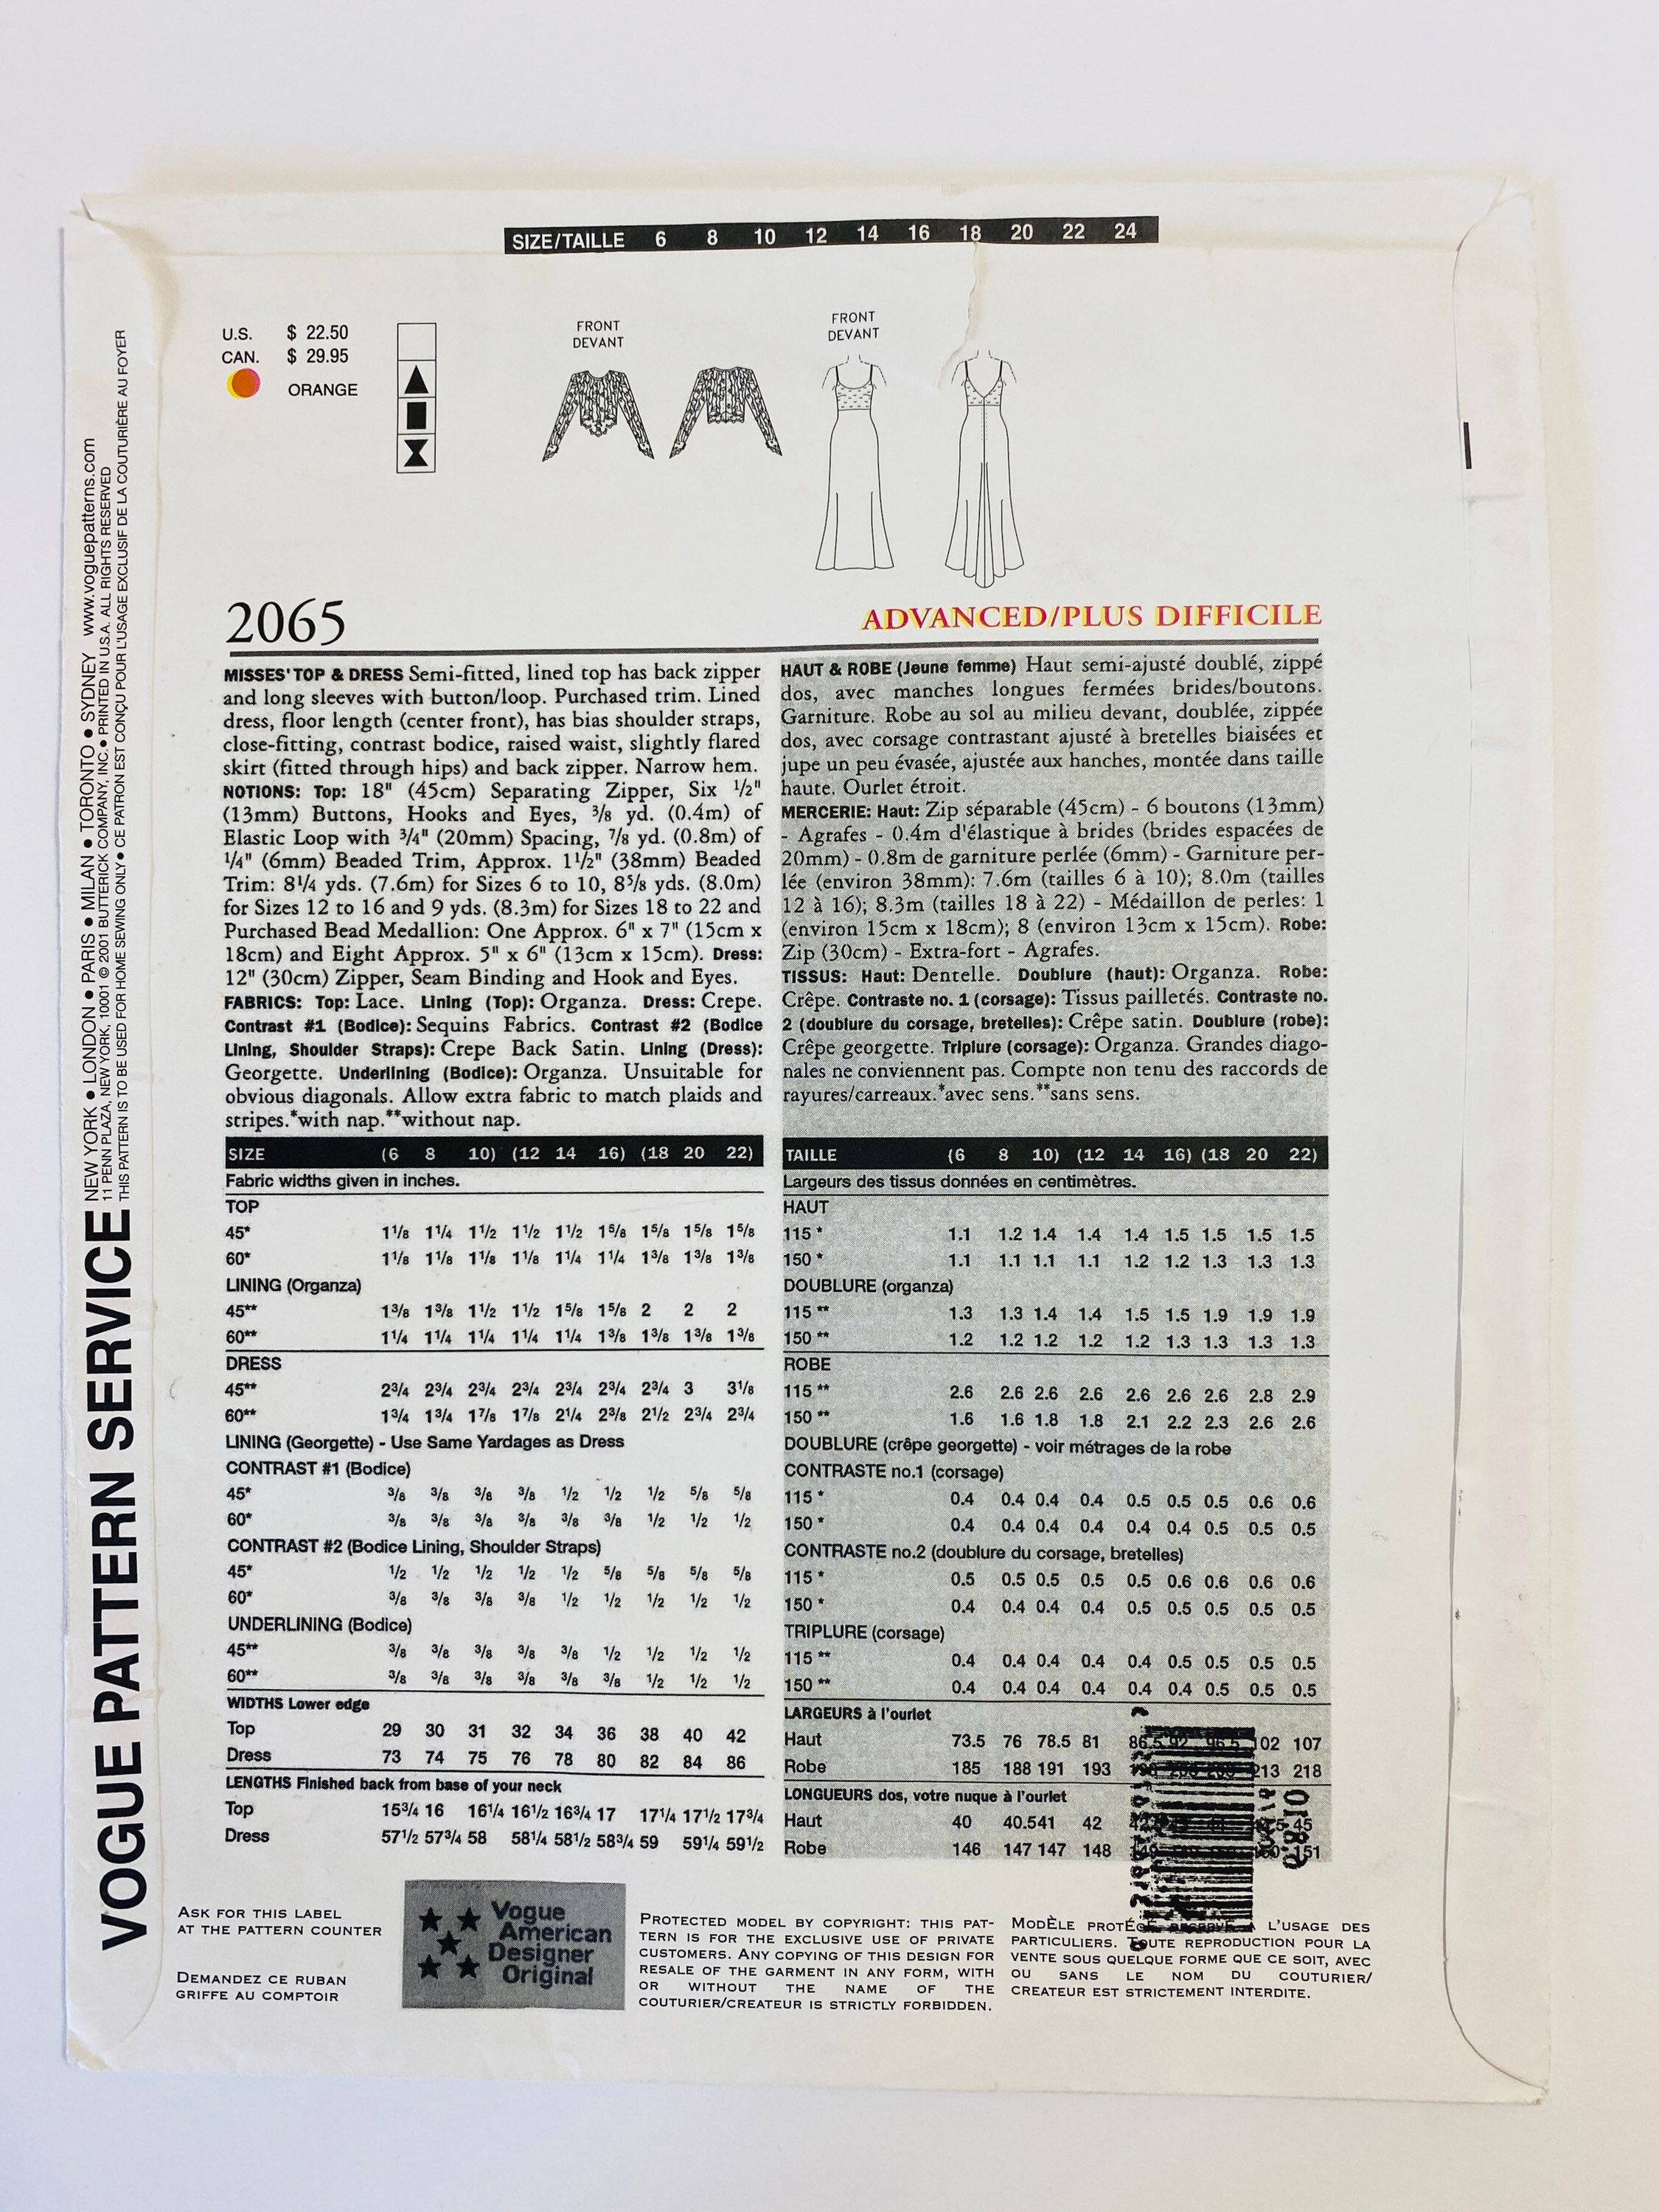 SIZE/TAILLE 6 8 10 12 14 16 18 20 22 24
U.S. $ 22.50
CAN. $ 29.95
ORANGE
FRONT
DEVANT
FRONT
DEVANT
2065
ADVANCED/PLUS DIFFICILE
MISSES' TOP & DRESS Semi-fitted, lined top has back zipper
and long sleeves with button/loop. Purchased trim. Lined
dress, floor length (center front), has bias shoulder straps,
close-fitting, contrast bodice, raised waist, slightly flared
skirt (fitted through hips) and back zipper. Narrow hem.
NOTIONS: Top: 18" (45cm) Separating Zipper, Six 1/2"
(13mm) Buttons, Hooks and Eyes, 3/8 yd. (0.4m) of
Elastic Loop with 3/4" (20mm) Spacing, 7/8 yd. (0.8m) of
1/4" (6mm) Beaded Trim, Approx. 1 1/2" (38mm) Beaded
Trim: 8 1/4 yds. (7.6m) for Sizes 6 to 10, 8 5/8 yds. (8.0m)
for Sizes 12 to 16 and 9 yds. (8.3m) for Sizes 18 to 22 and
Purchased Bead Medallion: One Approx. 6" x 7" (15cm x
18cm) and Eight Approx. 5" x 6" (13cm x 15cm). Dress:
12" (30cm) Zipper, Seam Binding and Hook and Eyes.
FABRICS: Top: Lace. Lining (Top): Organza. Dress: Crepe.
Contrast #1 (Bodice): Sequins Fabrics. Contrast #2 (Bodice
Lining, Shoulder Straps): Crepe Back Satin. Lining (Dress):
Georgette. Underlining (Bodice): Organza. Unsuitable for
obvious diagonals. Allow extra fabric to match plaids and
stripes.*with nap.**without nap.
HAUT & ROBE (Jeune femme) Haut semi-ajusté doublé, zippé
dos, avec manches longues fermées brides/boutons.
Garniture. Robe au sol au milieu devant, doublée, zippée
dos, avec corsage contrastant ajusté à bretelles biaisées et
jupe un peu évasée, ajustée aux hanches, montée dans taille
haute. Ourlet étroit.
MERCERIE: Haut: Zip séparable (45cm) - 6 boutons (13mm)
- Agrafes - 0.4m d'élastique à brides (brides espacées de
20mm) - 0.8m de garniture perlée (6mm) - Garniture per-
lée (environ 38mm): 7.6m (tailles 6 à 10); 8.0m (tailles
12 à 16); 8.3m (tailles 18 à 22) - Médaillon de perles: 1
(environ 15cm x 18cm); 8 (environ 13cm x 15cm). Robe:
Zip (30cm) - Extra-fort - Agrafes.
TISSUS: Haut: Dentelle. Doublure (haut): Organza. Robe:
Crêpe. Contraste no. 1 (corsage): Tissus pailletés. Contraste no.
2 (doublure du corsage, bretelles): Crêpe satin. Doublure (robe):
Crêpe georgette. Triplure (corsage): Organza. Grandes diago-
nales ne conviennent pas. Compte non tenu des raccords de
rayures/carreaux.*avec sens.**sans sens.
SIZE (6 8 10) (12 14 16) (18 20 22)
Fabric widths given in inches.
TOP
45* 1 1/8 1 1/4 1 1/2 1 1/2 1 1/2 1 5/8 1 5/8 1 5/8 1 5/8
60* 1 1/8 1 1/8 1 1/8 1 1/8 1 1/4 1 1/4 1 3/8 1 3/8 1 3/8
LINING (Organza)
45** 1 3/8 1 3/8 1 1/2 1 1/2 1 5/8 1 5/8 2 2 2
60** 1 1/4 1 1/4 1 1/4 1 1/4 1 1/4 1 3/8 1 3/8 1 3/8 1 3/8
DRESS
45** 2 3/4 2 3/4 2 3/4 2 3/4 2 3/4 2 3/4 2 3/4 3 3 1/8
60** 1 3/4 1 3/4 1 7/8 1 7/8 2 1/4 2 3/8 2 1/2 2 3/4 2 3/4
LINING (Georgette) - Use Same Yardages as Dress
CONTRAST #1 (Bodice)
45* 3/8 3/8 3/8 3/8 1/2 1/2 1/2 5/8 5/8
60* 3/8 3/8 3/8 3/8 3/8 3/8 1/2 1/2 1/2
CONTRAST #2 (Bodice Lining, Shoulder Straps)
45* 1/2 1/2 1/2 1/2 1/2 5/8 5/8 5/8 5/8
60* 3/8 3/8 3/8 3/8 1/2 1/2 1/2 1/2 1/2
UNDERLINING (Bodice)
45** 3/8 3/8 3/8 3/8 3/8 1/2 1/2 1/2 1/2
60** 3/8 3/8 3/8 3/8 3/8 3/8 1/2 1/2 1/2
WIDTHS Lower edge
Top 29 30 31 32 34 36 38 40 42
Dress 73 74 75 76 78 80 82 84 86
LENGTHS Finished back from base of your neck
Top 15 3/4 16 16 1/4 16 1/2 16 3/4 17 17 1/4 17 1/2 17 3/4
Dress 57 1/2 57 3/4 58 58 1/4 58 1/2 58 3/4 59 59 1/4 59 1/2
TAILLE (6 8 10) (12 14 16) (18 20 22)
Largeurs des tissus données en centimètres.
HAUT
115 * 1.1 1.2 1.4 1.4 1.4 1.5 1.5 1.5 1.5
150 * 1.1 1.1 1.1 1.1 1.2 1.2 1.3 1.3 1.3
DOUBLURE (organza)
115 ** 1.3 1.3 1.4 1.4 1.5 1.5 1.9 1.9 1.9
150 ** 1.2 1.2 1.2 1.2 1.2 1.3 1.3 1.3 1.3
ROBE
115 ** 2.6 2.6 2.6 2.6 2.6 2.6 2.6 2.8 2.9
150 ** 1.6 1.6 1.8 1.8 2.1 2.2 2.3 2.6 2.6
DOUBLURE (crêpe georgette) - voir métrages de la robe
CONTRASTE no.1 (corsage)
115 * 0.4 0.4 0.4 0.4 0.5 0.5 0.5 0.6 0.6
150 * 0.4 0.4 0.4 0.4 0.4 0.4 0.5 0.5 0.5
CONTRASTE no.2 (doublure du corsage, bretelles)
115 * 0.5 0.5 0.5 0.5 0.5 0.6 0.6 0.6 0.6
150 * 0.4 0.4 0.4 0.4 0.5 0.5 0.5 0.5 0.5
TRIPLURE (corsage)
115 ** 0.4 0.4 0.4 0.4 0.4 0.5 0.5 0.5 0.5
150 ** 0.4 0.4 0.4 0.4 0.4 0.4 0.5 0.5 0.5
LARGEURS à l'ourlet
Haut 73.5 76 78.5 81 86.5 92 96.5 102 107
Robe 185 188 191 193 213 218
LONGUEURS dos, votre nuque à l'ourlet
Haut 40 40.5 41 42 45
Robe 146 147 147 148 151
ASK FOR THIS LABEL
AT THE PATTERN COUNTER
DEMANDEZ CE RUBAN
GRIFFE AU COMPTOIR
Vogue
American
Designer
Original
PROTECTED MODEL BY COPYRIGHT: THIS PAT-
TERN IS FOR THE EXCLUSIVE USE OF PRIVATE
CUSTOMERS. ANY COPYING OF THIS DESIGN FOR
RESALE OF THE GARMENT IN ANY FORM, WITH
OR WITHOUT THE NAME OF THE
COUTURIER/CREATEUR IS STRICTLY FORBIDDEN.
MODÈLE PROTÉGÉ. RESERVÉ A L'USAGE DES
PARTICULIERS. TOUTE REPRODUCTION POUR LA
VENTE SOUS QUELQUE FORME QUE CE SOIT, AVEC
OU SANS LE NOM DU COUTURIER/
CREATEUR EST STRICTEMENT INTERDITE.
VOGUE PATTERN SERVICE NEW YORK • LONDON • PARIS • MILAN • TORONTO • SYDNEY www.voguepatterns.com
11 PENN PLAZA, NEW YORK, 10001 © 2001 BUTTERICK COMPANY, INC. • PRINTED IN U.S.A. ALL RIGHTS RESERVED
THIS PATTERN IS TO BE USED FOR HOME SEWING ONLY • CE PATRON EST CONÇU POUR L'USAGE EXCLUSIF DE LA COUTURIÈRE AU FOYER